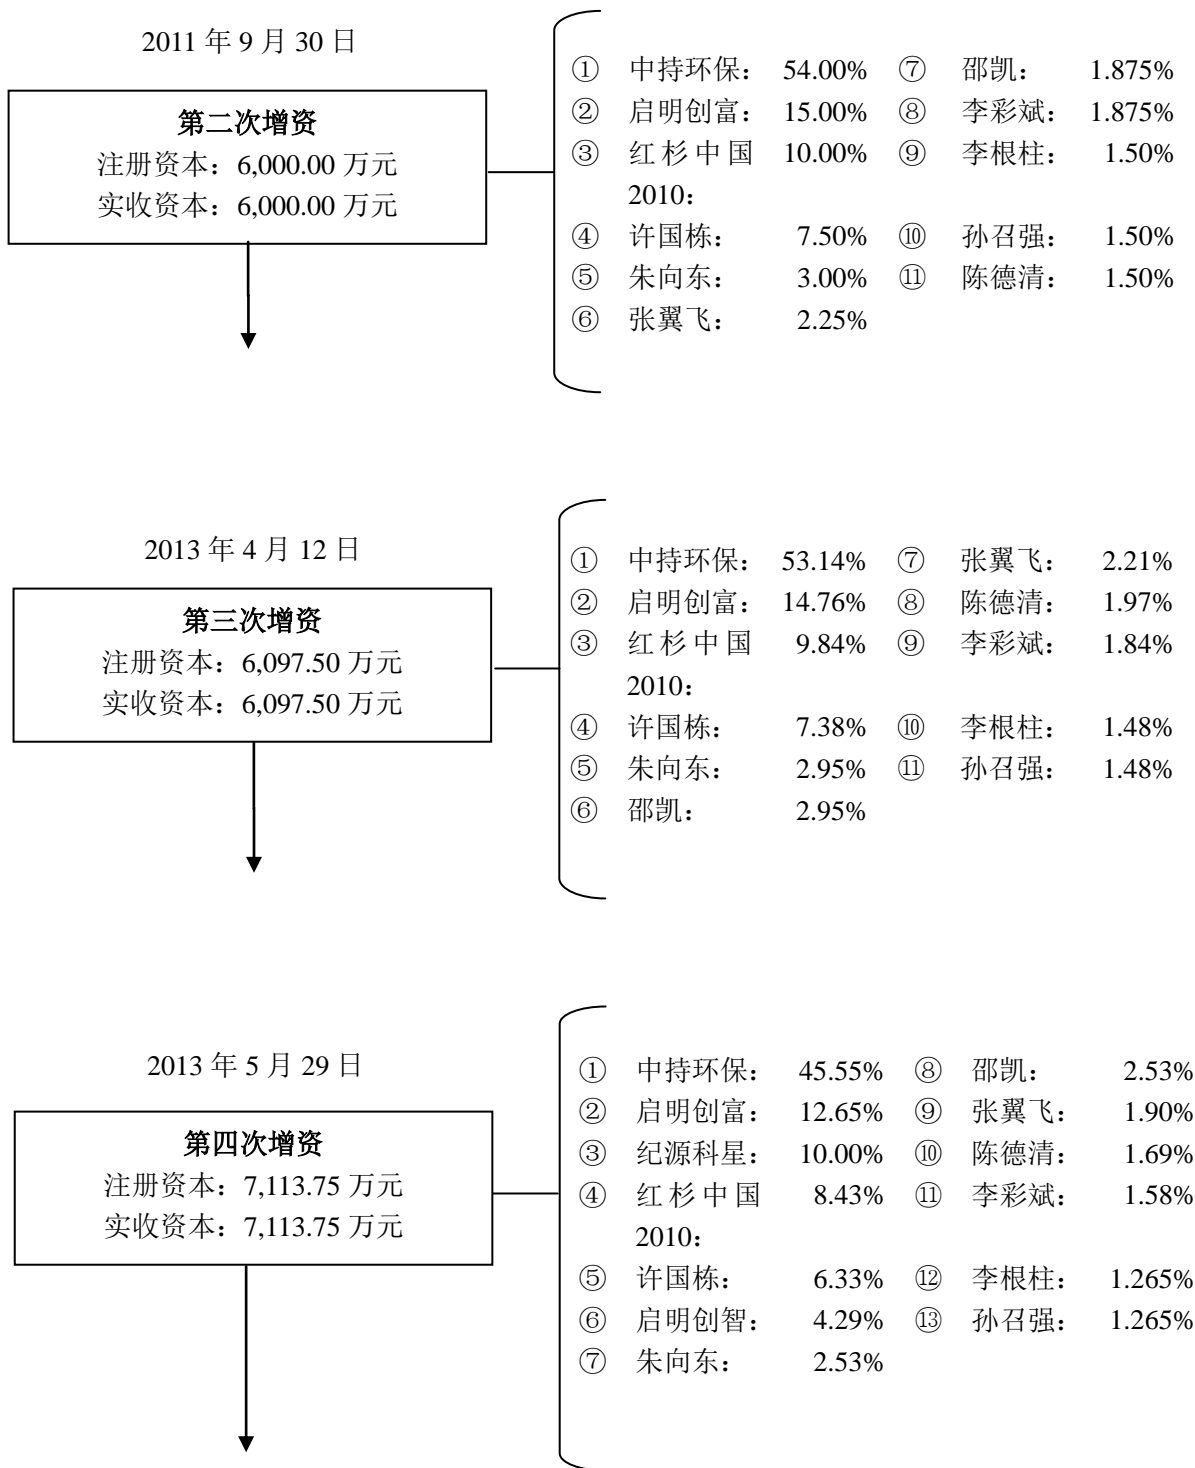 2011 年 9 月 30 日
第二次增资
注册资本：6,000.00 万元
实收资本：6,000.00 万元
① 中持环保： 54.00% ⑦ 邵凯： 1.875%
② 启明创富： 15.00% ⑧ 李彩斌： 1.875%
③ 红杉中国 10.00% ⑨ 李根柱： 1.50%
2010：
④ 许国栋： 7.50% ⑩ 孙召强： 1.50%
⑤ 朱向东： 3.00% ⑪ 陈德清： 1.50%
⑥ 张翼飞： 2.25%
2013 年 4 月 12 日
第三次增资
注册资本：6,097.50 万元
实收资本：6,097.50 万元
① 中持环保： 53.14% ⑦ 张翼飞： 2.21%
② 启明创富： 14.76% ⑧ 陈德清： 1.97%
③ 红杉中国 9.84% ⑨ 李彩斌： 1.84%
2010：
④ 许国栋： 7.38% ⑩ 李根柱： 1.48%
⑤ 朱向东： 2.95% ⑪ 孙召强： 1.48%
⑥ 邵凯： 2.95%
2013 年 5 月 29 日
第四次增资
注册资本：7,113.75 万元
实收资本：7,113.75 万元
① 中持环保： 45.55% ⑧ 邵凯： 2.53%
② 启明创富： 12.65% ⑨ 张翼飞： 1.90%
③ 纪源科星： 10.00% ⑩ 陈德清： 1.69%
④ 红杉中国 8.43% ⑪ 李彩斌： 1.58%
2010：
⑤ 许国栋： 6.33% ⑫ 李根柱： 1.265%
⑥ 启明创智： 4.29% ⑬ 孙召强： 1.265%
⑦ 朱向东： 2.53%